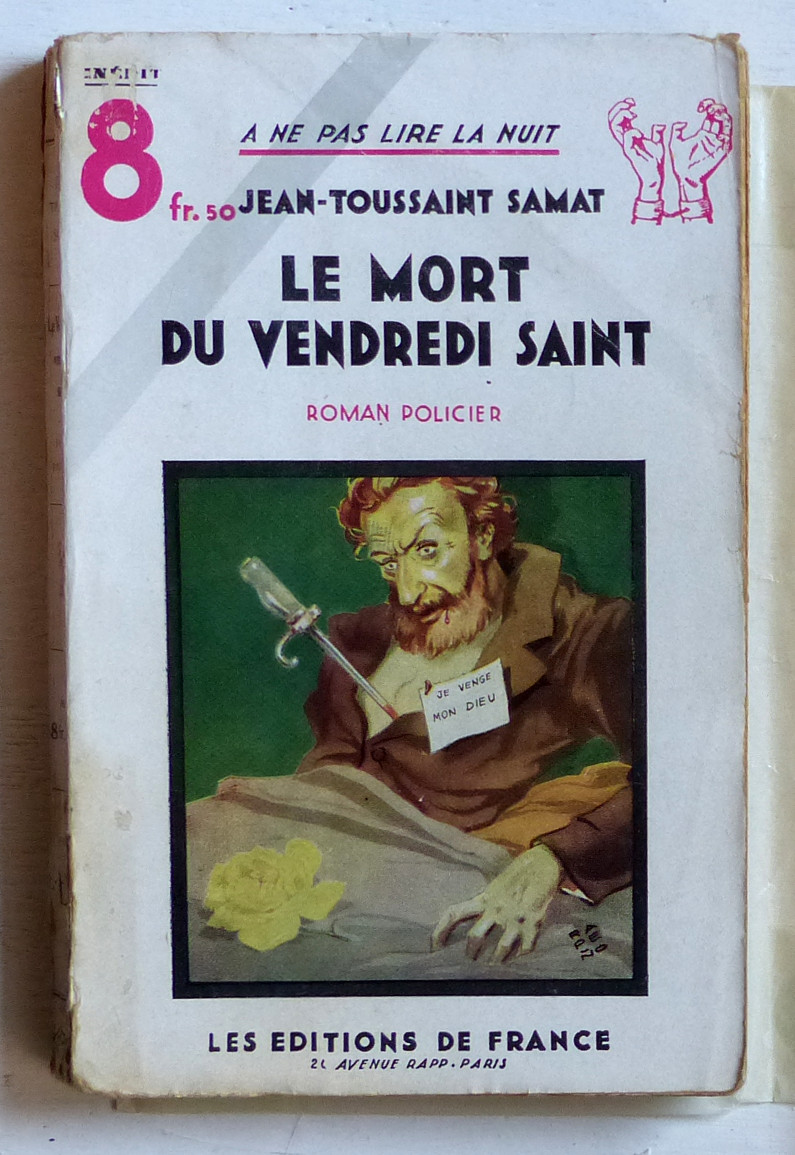 INÉDIT
8 fr. 50
A NE PAS LIRE LA NUIT
JEAN-TOUSSAINT SAMAT
LE MORT
DU VENDREDI SAINT
ROMAN POLICIER
JE VENGE
MON DIEU
LES EDITIONS DE FRANCE
AVENUE RAPP. PARIS